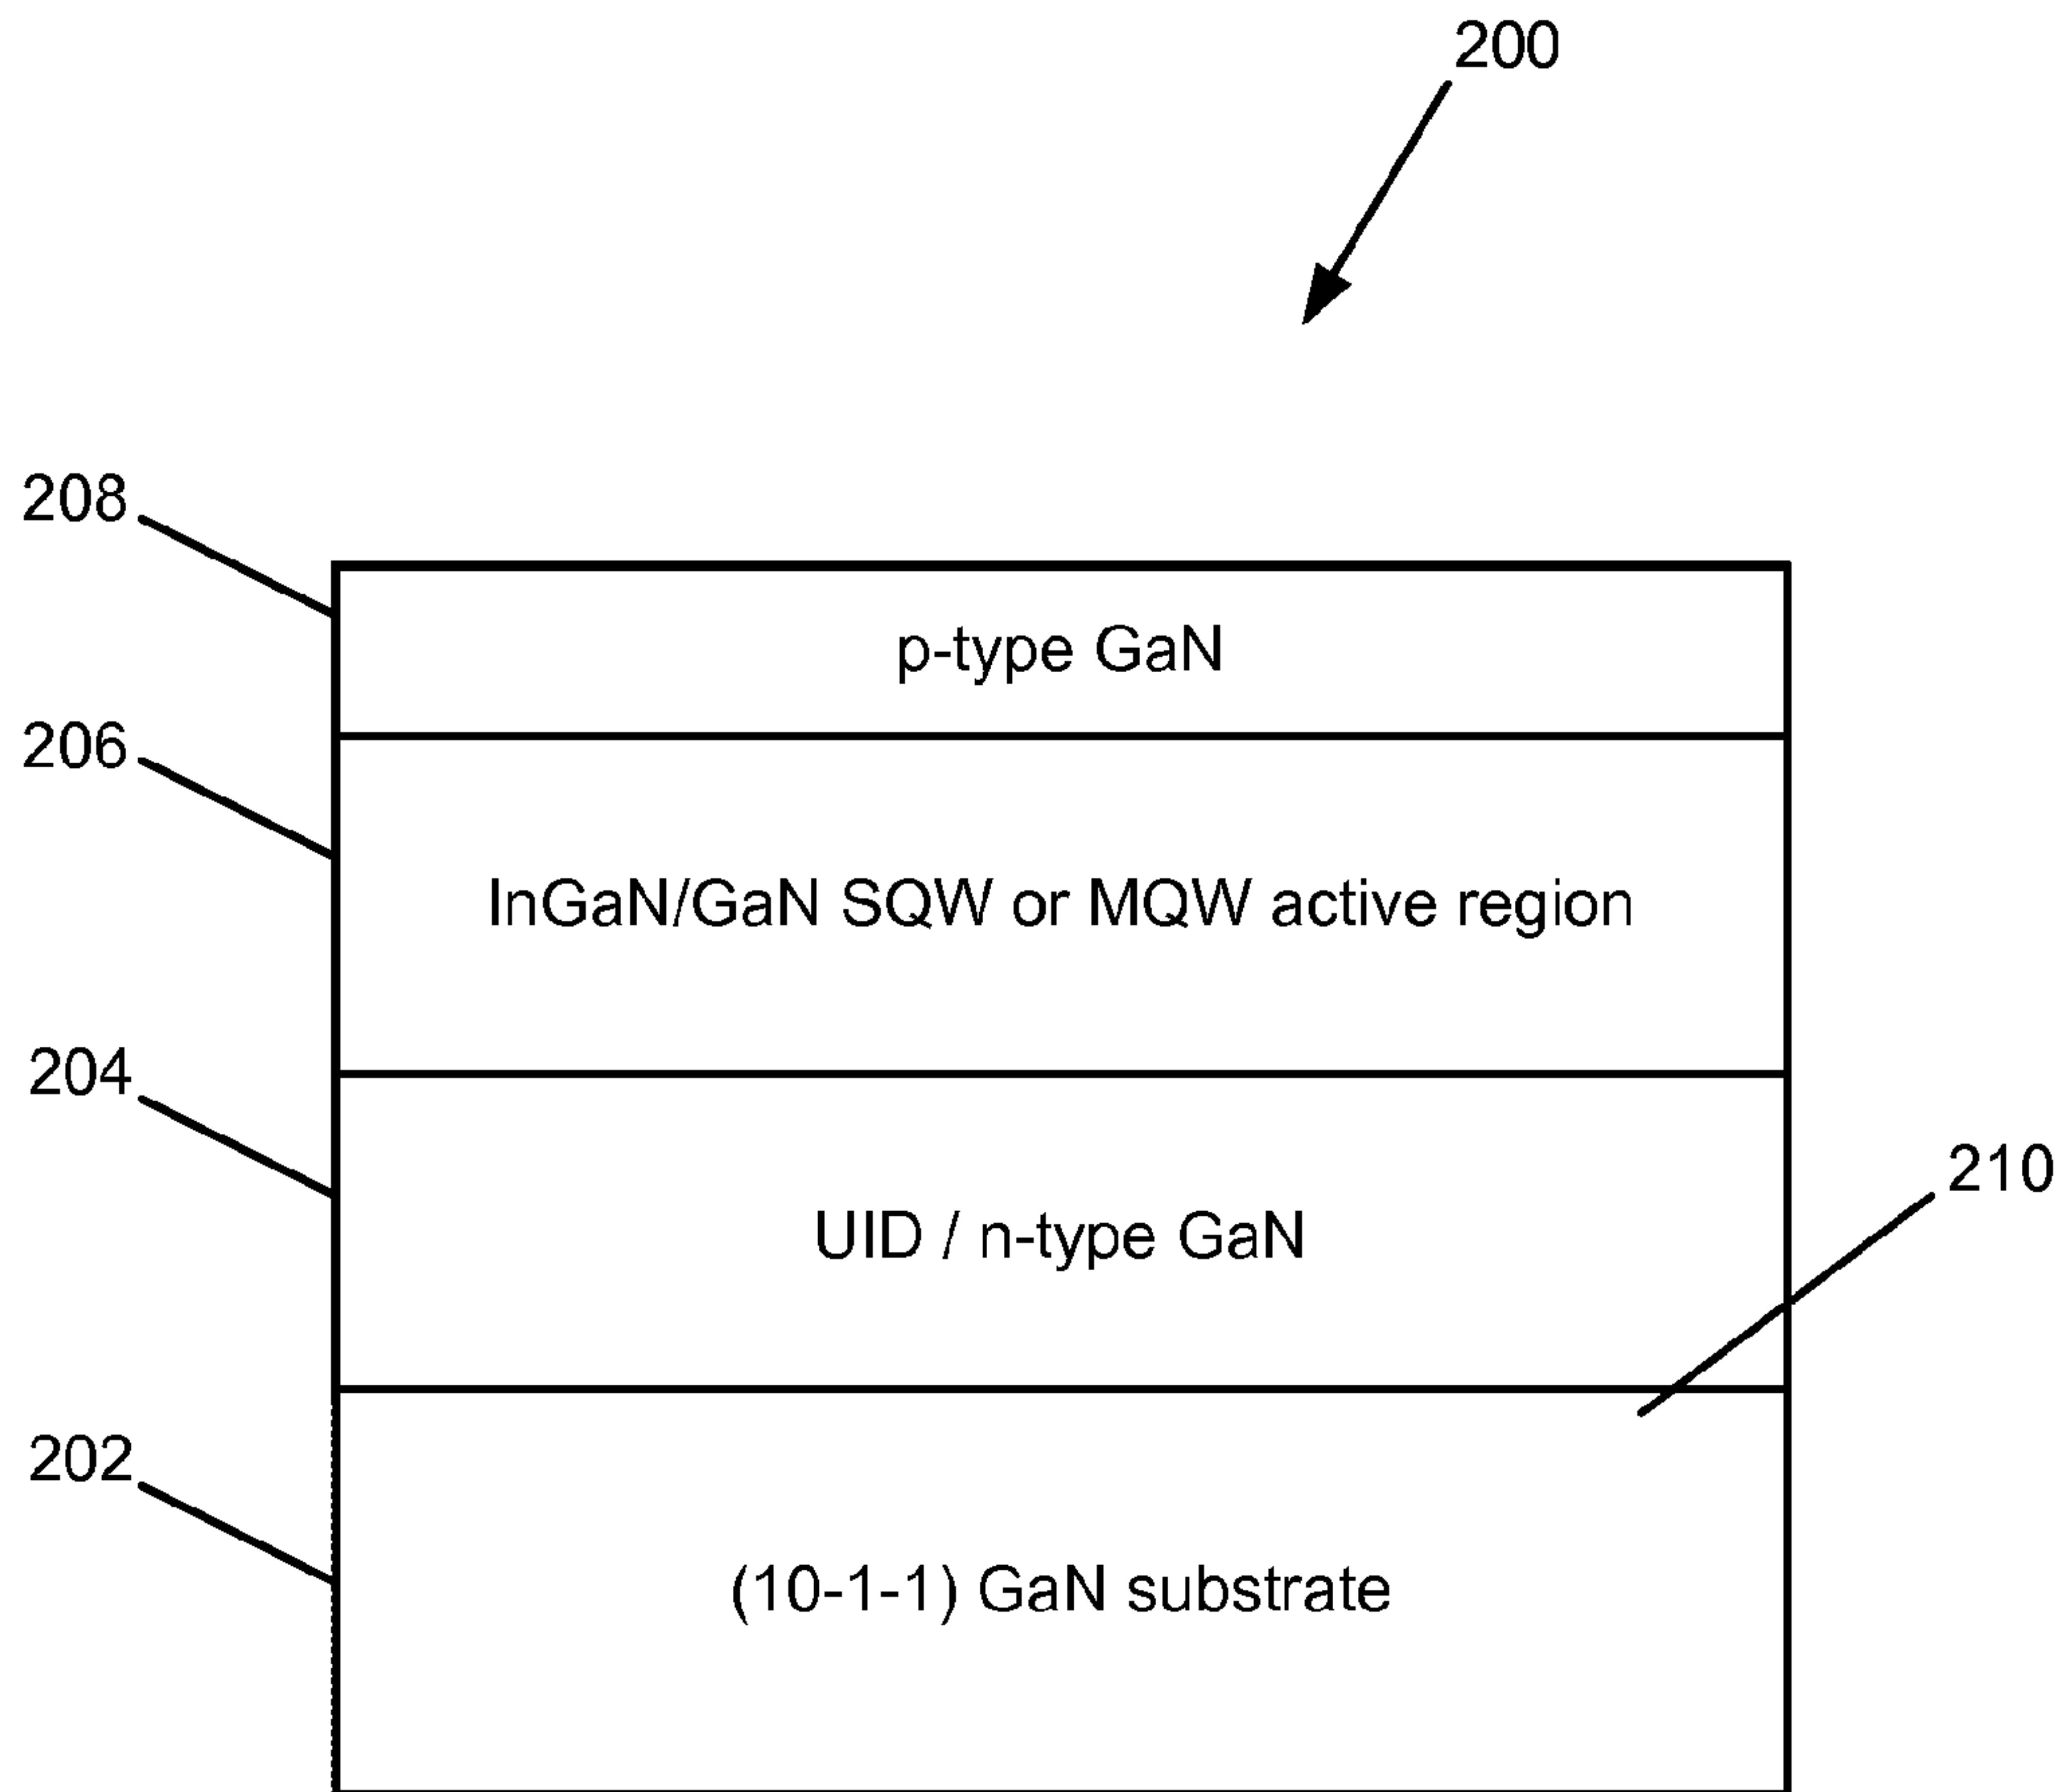 200
208
p-type GaN
206
InGaN/GaN SQW or MQW active region
204
210
UID / n-type GaN
202
(10-1-1) GaN substrate